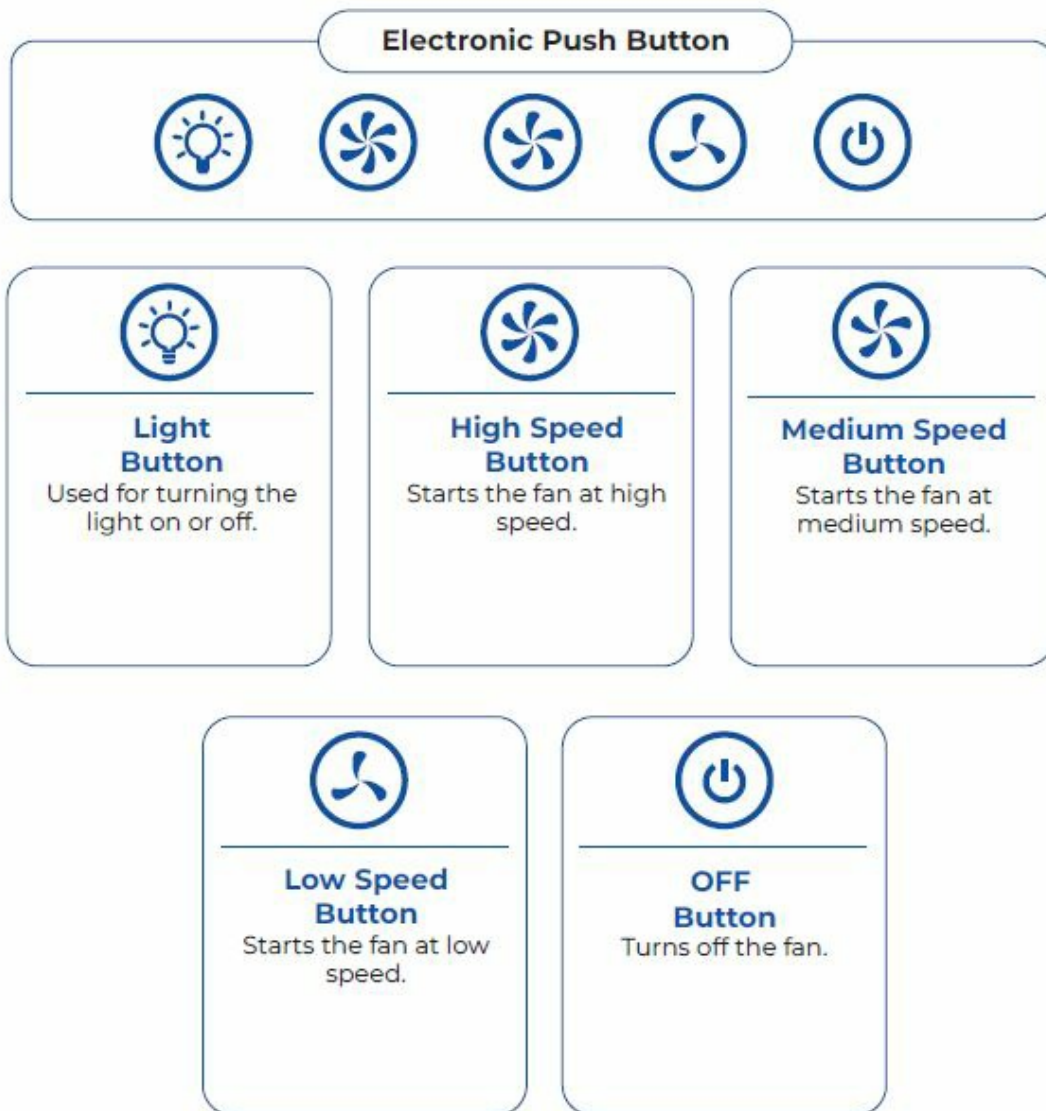 Electronic Push Button
Light
Button
Used for turning the
light on or off.
High Speed
Button
Starts the fan at high
speed.
Medium Speed
Button
Starts the fan at
medium speed.
Low Speed
Button
Starts the fan at low
speed.
OFF
Button
Turns off the fan.